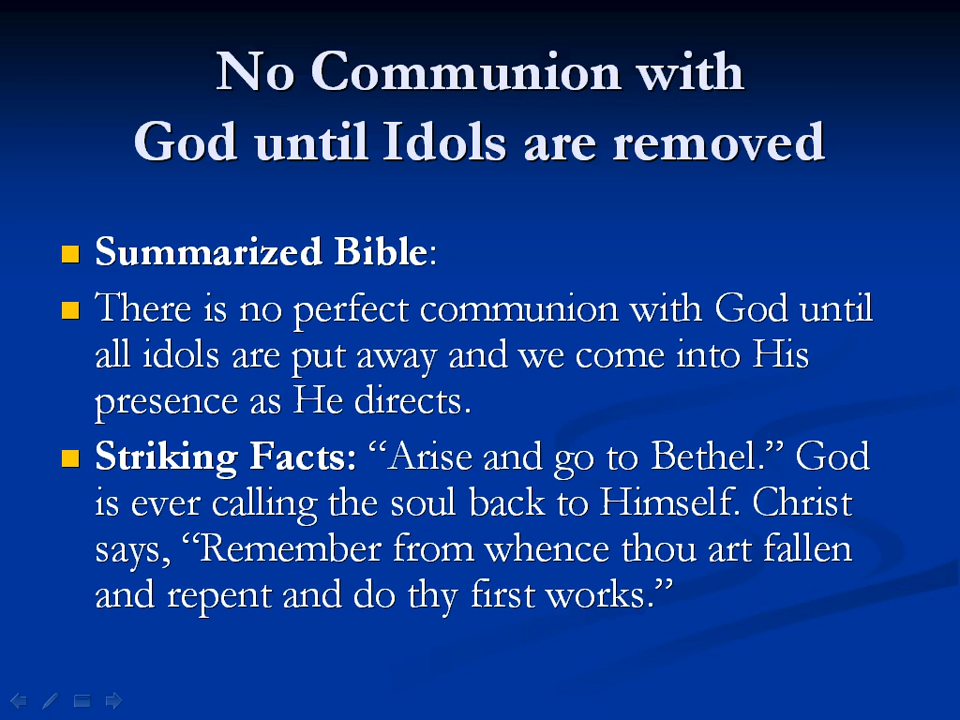 No Communion with
God until Idols are removed
Summarized Bible:
There is no perfect communion with God until
all idols are put away and we come into His
presence as He directs.
Striking Facts: “Arise and go to Bethel.” God
is ever calling the soul back to Himself. Christ
says, “Remember from whence thou art fallen
and repent and do thy first works.”